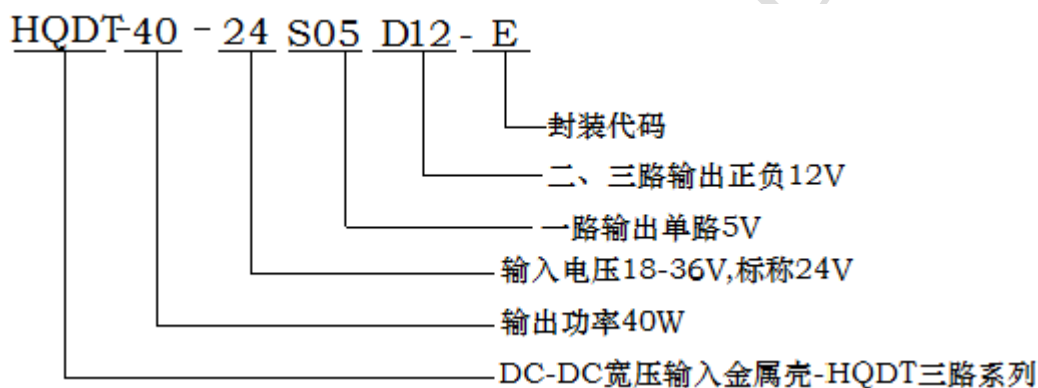 HQDT-40 - 24 S05 D12 - E
封装代码
二、三路输出正负12V
一路输出单路5V
输入电压18-36V,标称24V
输出功率40W
DC-DC宽压输入金属壳-HQDT三路系列